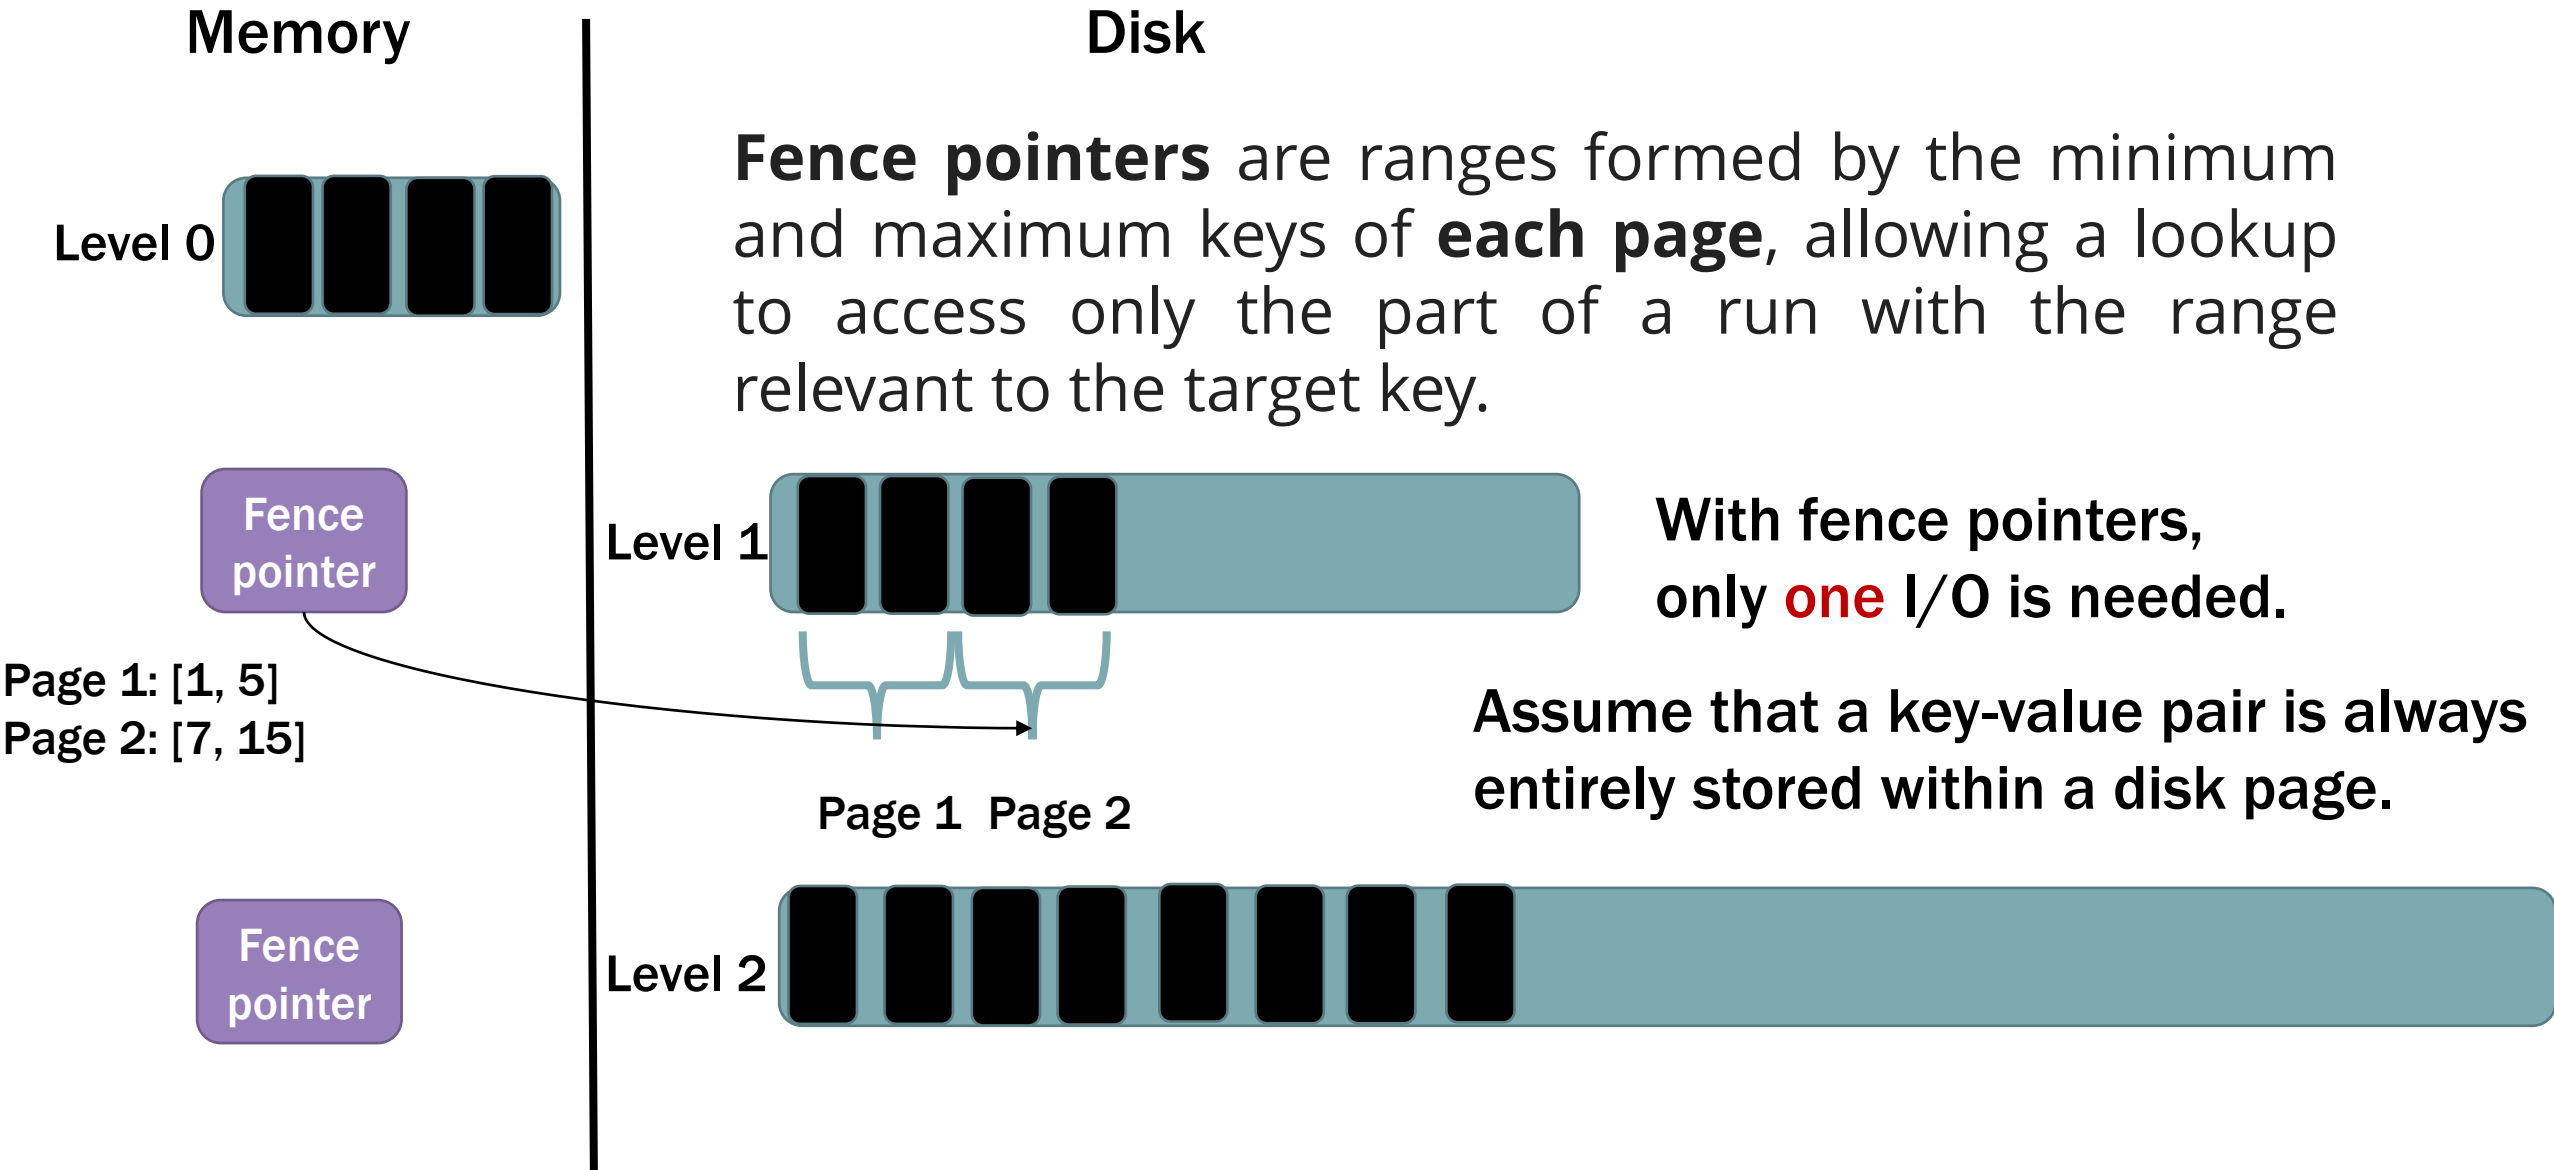 Memory
Disk
Fence pointers are ranges formed by the minimum
and maximum keys of each page, allowing a lookup
to access only the part of a run with the range
relevant to the target key.
Level 0
Fence
pointer
Level 1
With fence pointers,
only one I/O is needed.
Page 1: [1, 5]
Page 2: [7, 15]
Assume that a key-value pair is always
entirely stored within a disk page.
Page 1 Page 2
Fence
pointer
Level 2